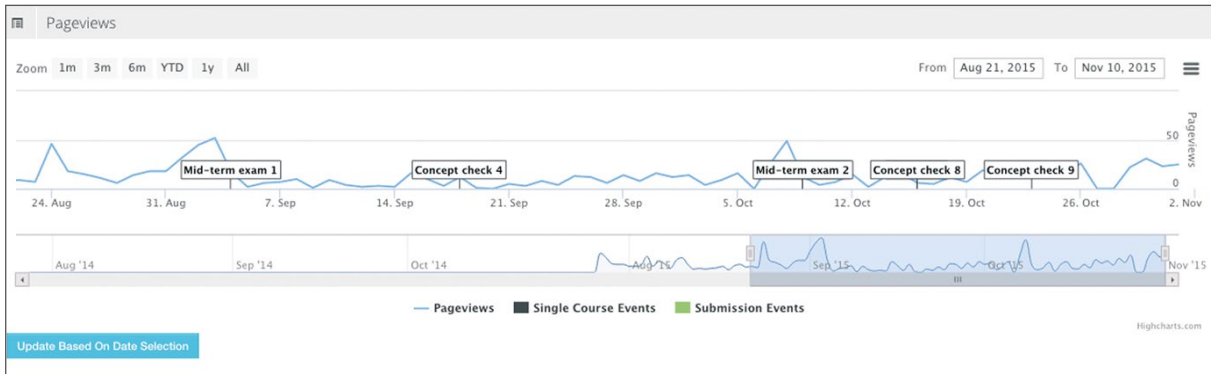 Pageviews
Zoom 1m 3m 6m YTD 1y All
From Aug 21, 2015 To Nov 10, 2015
50
Pageviews
Mid-term exam 1
Concept check 4
Mid-term exam 2
Concept check 8
Concept check 9
0
24. Aug 31. Aug 7. Sep 14. Sep 21. Sep 28. Sep 5. Oct 12. Oct 19. Oct 26. Oct 2. Nov
Aug '14 Sep '14 Oct '14 Aug '15 Sep '15 Oct '15 Nov '15
Pageviews Single Course Events Submission Events
Highcharts.com
Update Based On Date Selection